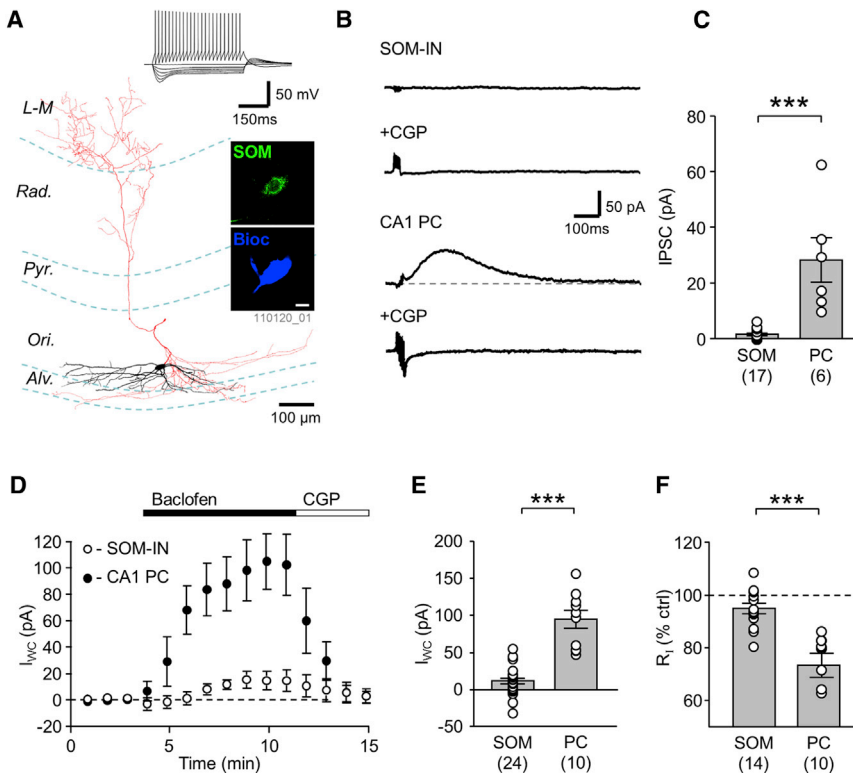 A
50 mV
150ms
L-M
SOM
Rad.
Bioc
Pyr.
110120_01
Ori.
Alv.
100 µm
B
SOM-IN
+CGP
50 pA
100ms
CA1 PC
+CGP
C
***
80
60
40
20
0
IPSC (pA)
SOM
(17)
PC
(6)
D
Baclofen
CGP
- SOM-IN
- CA1 PC
120
100
80
60
40
20
0
-20
I_WC (pA)
0
5
10
15
Time (min)
E
***
200
150
100
50
0
-50
I_WC (pA)
SOM
(24)
PC
(10)
F
***
120
100
80
60
R_I (% ctrl)
SOM
(14)
PC
(10)